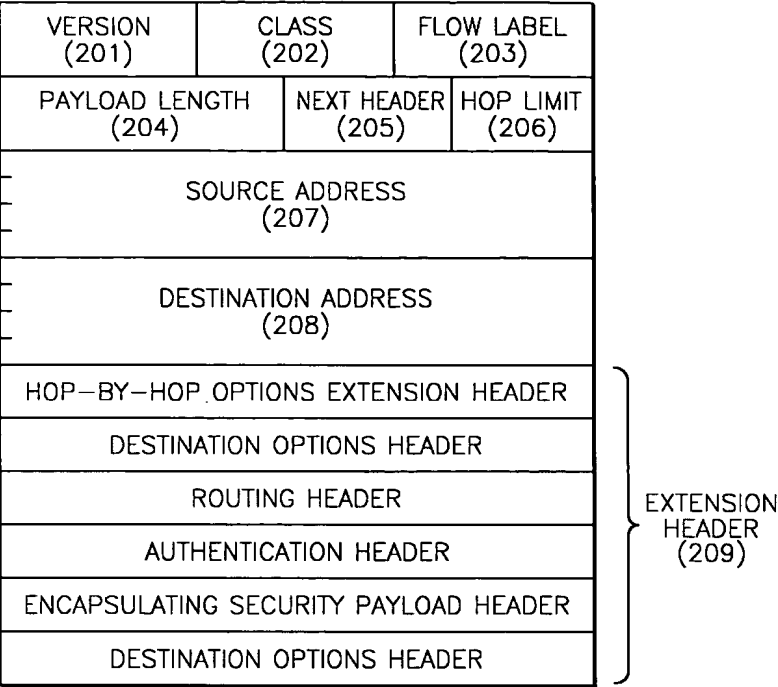 VERSION
(201)
CLASS
(202)
FLOW LABEL
(203)
PAYLOAD LENGTH
(204)
NEXT HEADER
(205)
HOP LIMIT
(206)
SOURCE ADDRESS
(207)
DESTINATION ADDRESS
(208)
HOP-BY-HOP OPTIONS EXTENSION HEADER
DESTINATION OPTIONS HEADER
ROUTING HEADER
AUTHENTICATION HEADER
ENCAPSULATING SECURITY PAYLOAD HEADER
DESTINATION OPTIONS HEADER
EXTENSION
HEADER
(209)